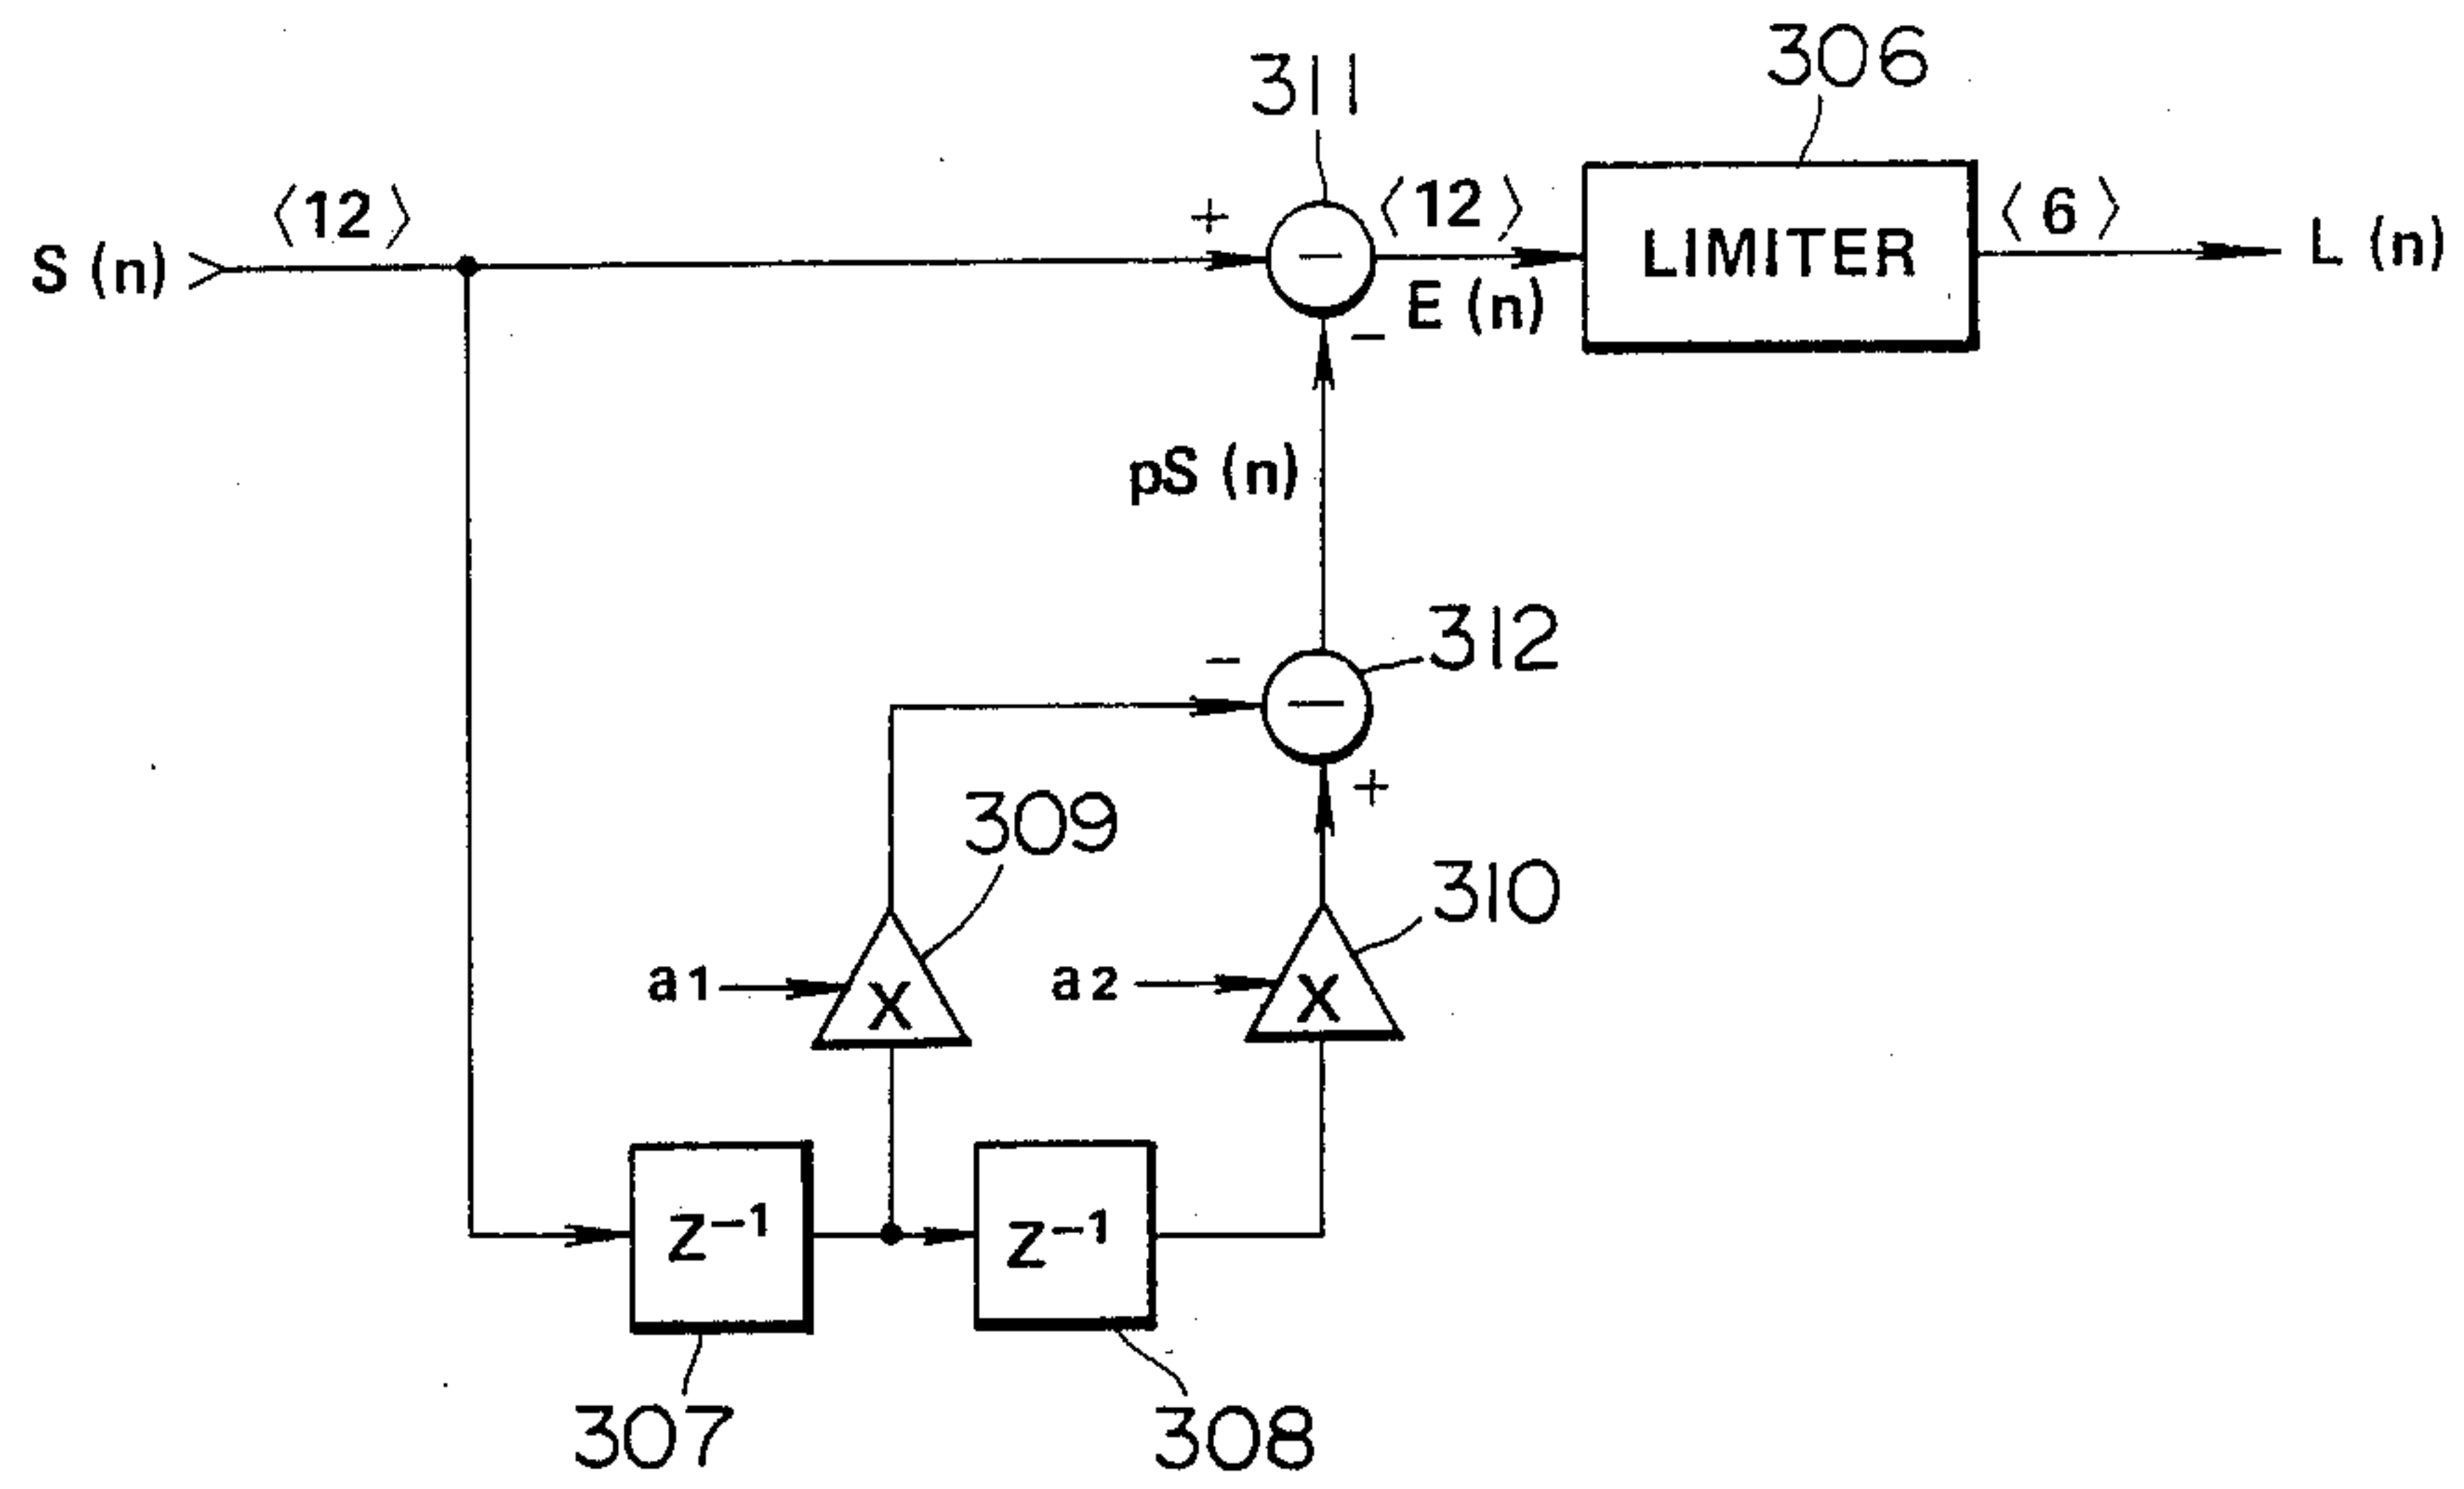 306
311
⟨12⟩
+
−
⟨12⟩
LIMITER
⟨6⟩
L (n)
S (n)
E (n)
−
pS (n)
312
−
−
+
309
310
a1
X
a2
X
Z⁻¹
Z⁻¹
307
308